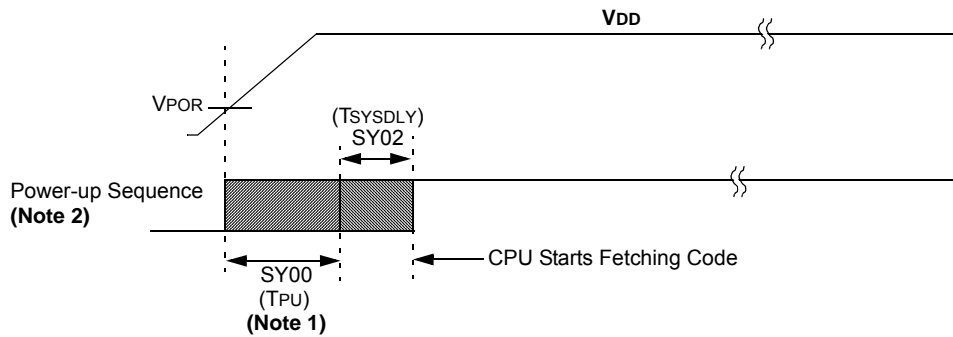 VDD
VPOR
(TSYSDLY)
SY02
Power-up Sequence
(Note 2)
CPU Starts Fetching Code
SY00
(TPU)
(Note 1)